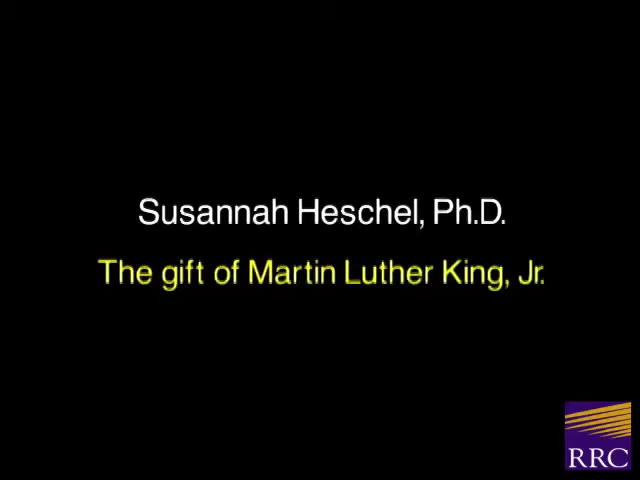 Susannah Heschel, Ph.D.
The gift of Martin Luther King, Jr.
RRC